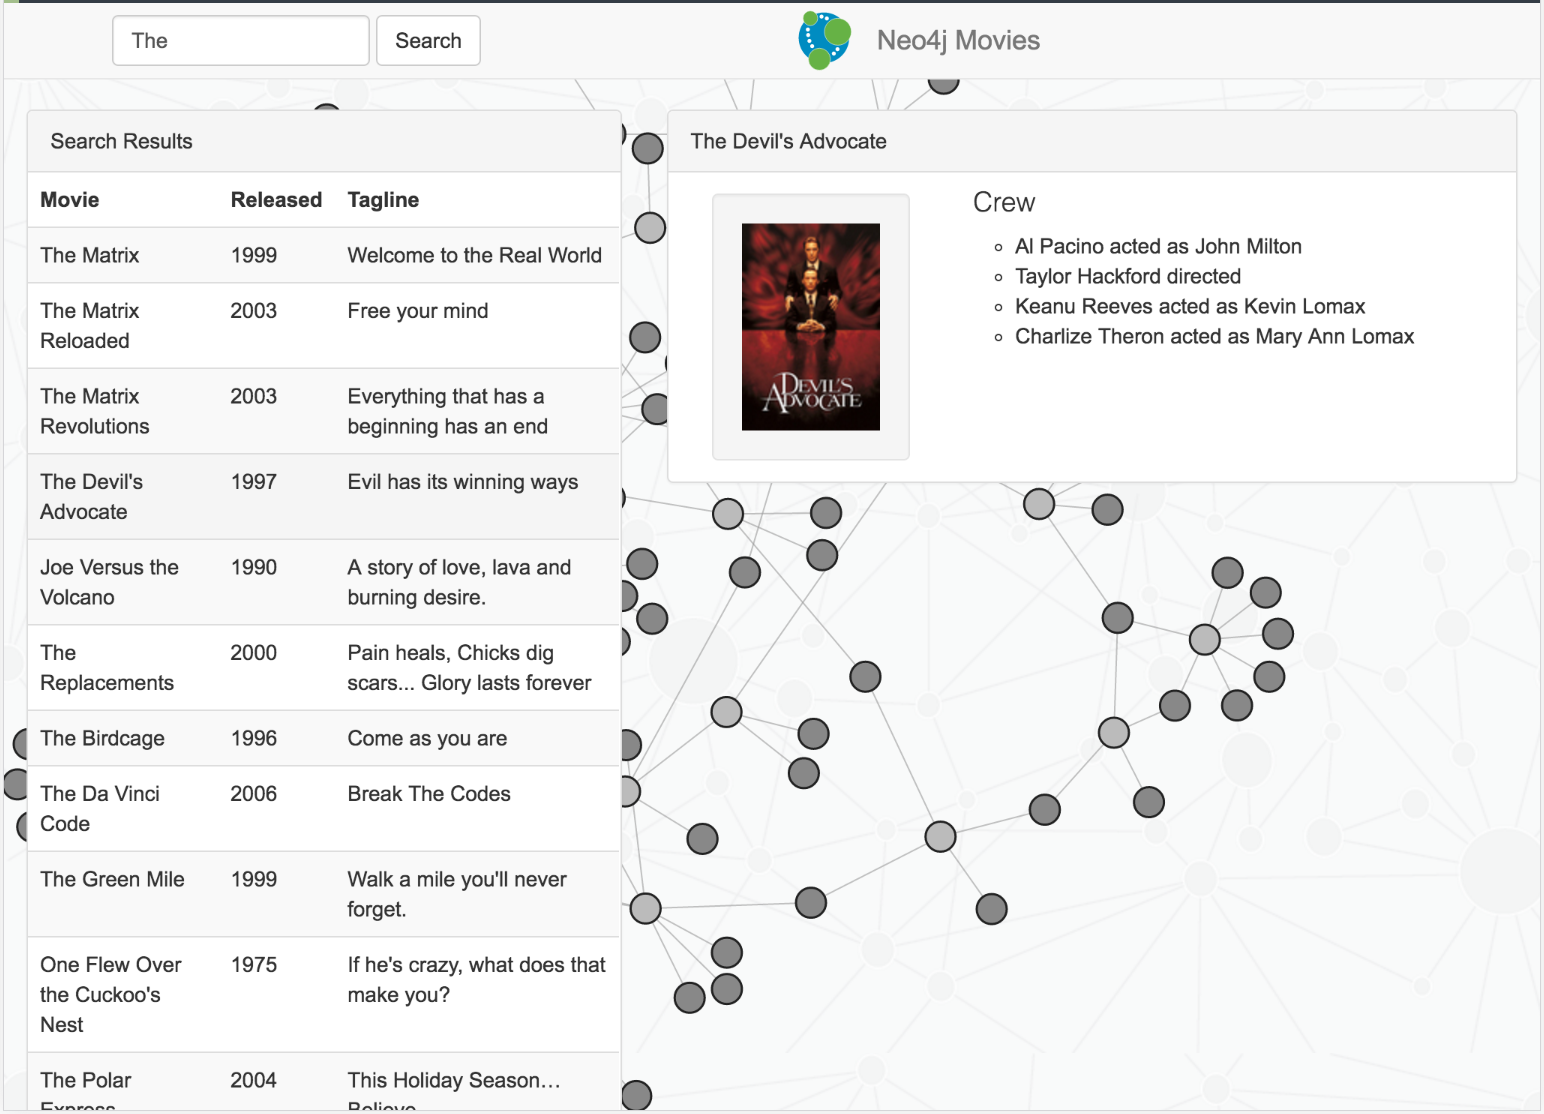 The
Search
Neo4j Movies
Search Results
Movie Released Tagline
The Matrix 1999 Welcome to the Real World
The Matrix 2003 Free your mind
Reloaded
The Matrix 2003 Everything that has a
Revolutions beginning has an end
The Devil's 1997 Evil has its winning ways
Advocate
Joe Versus the 1990 A story of love, lava and
Volcano burning desire.
The 2000 Pain heals, Chicks dig
Replacements scars... Glory lasts forever
The Birdcage 1996 Come as you are
The Da Vinci 2006 Break The Codes
Code
The Green Mile 1999 Walk a mile you'll never
forget.
One Flew Over 1975 If he's crazy, what does that
the Cuckoo's make you?
Nest
The Polar 2004 This Holiday Season…
Express Believe
The Devil's Advocate
DEVIL'S
ADVOCATE
Crew
Al Pacino acted as John Milton
Taylor Hackford directed
Keanu Reeves acted as Kevin Lomax
Charlize Theron acted as Mary Ann Lomax